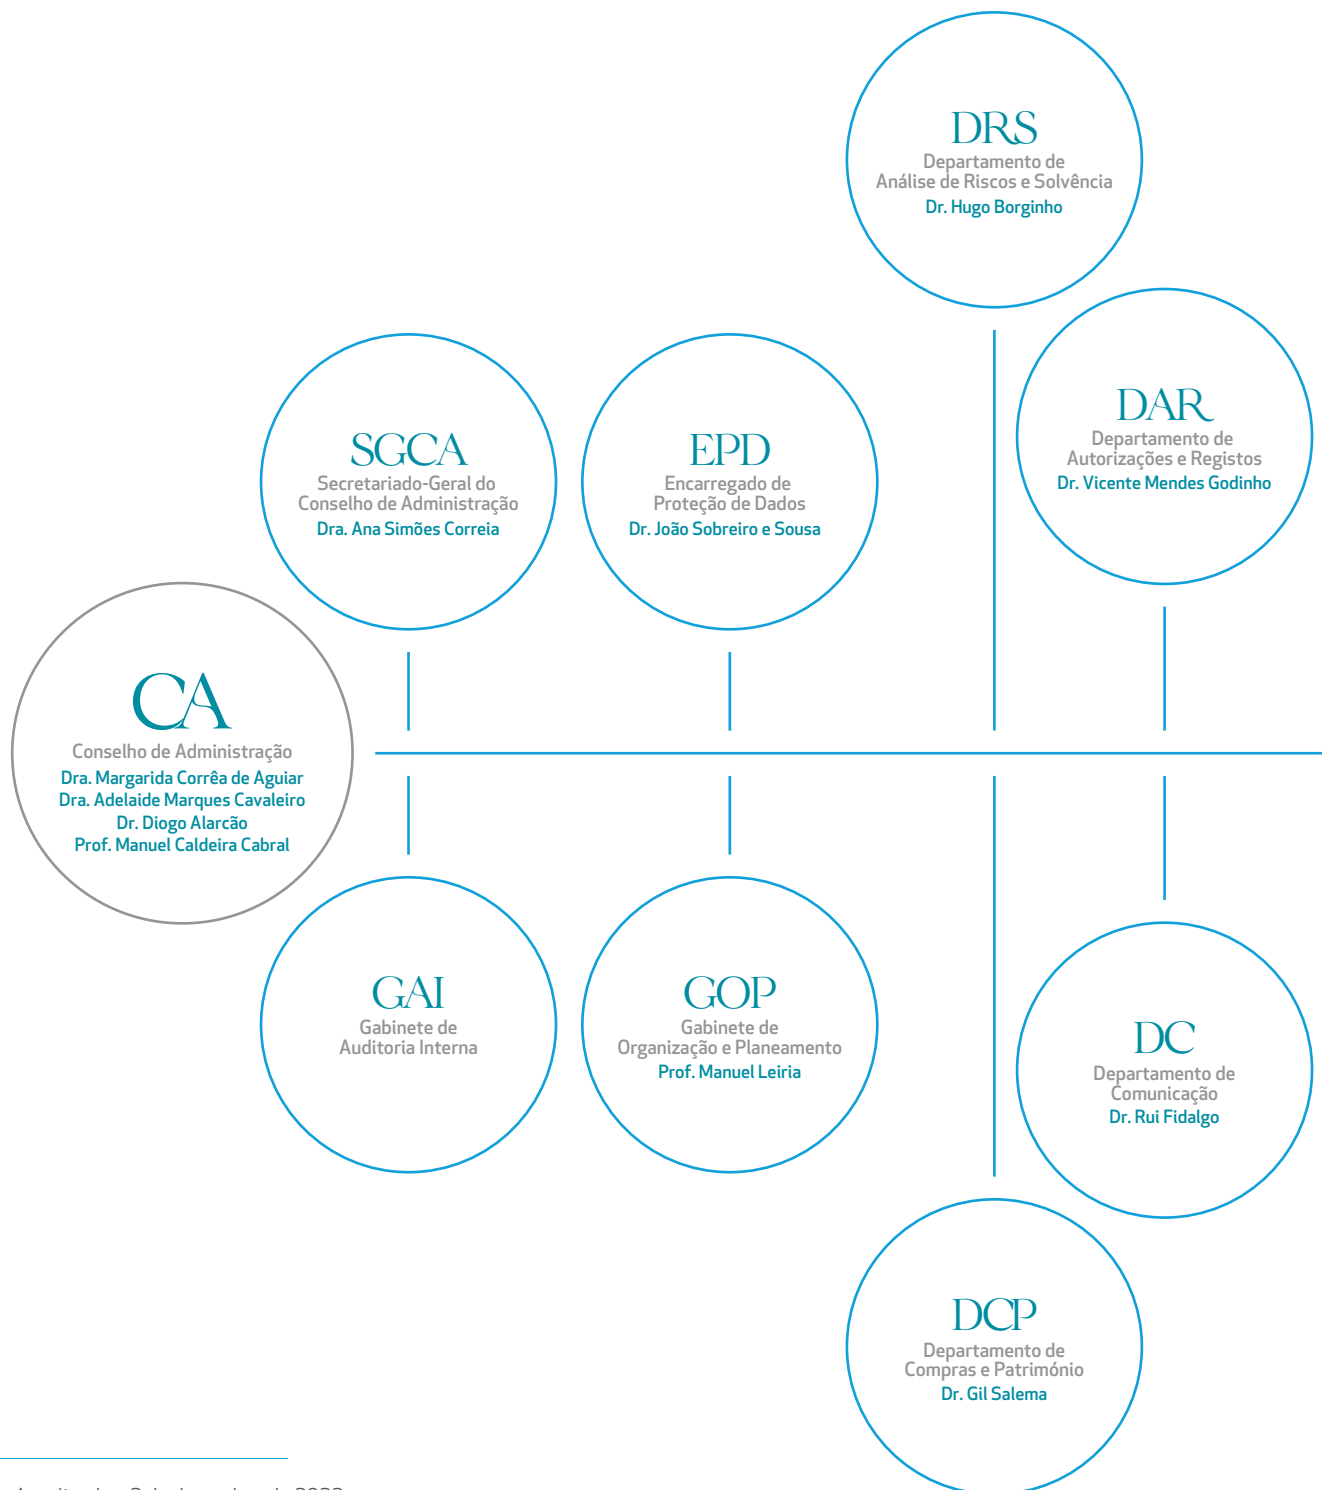 DRS
Departamento de
Análise de Riscos e Solvência
Dr. Hugo Borginho
DAR
Departamento de
Autorizações e Registos
Dr. Vicente Mendes Godinho
SGCA
Secretariado-Geral do
Conselho de Administração
Dra. Ana Simões Correia
EPD
Encarregado de
Proteção de Dados
Dr. João Sobreiro e Sousa
CA
Conselho de Administração
Dra. Margarida Corrêa de Aguiar
Dra. Adelaide Marques Cavaleiro
Dr. Diogo Alarcão
Prof. Manuel Caldeira Cabral
GAI
Gabinete de
Auditoria Interna
GOP
Gabinete de
Organização e Planeamento
Prof. Manuel Leiria
DC
Departamento de
Comunicação
Dr. Rui Fidalgo
DCP
Departamento de
Compras e Património
Dr. Gil Salema